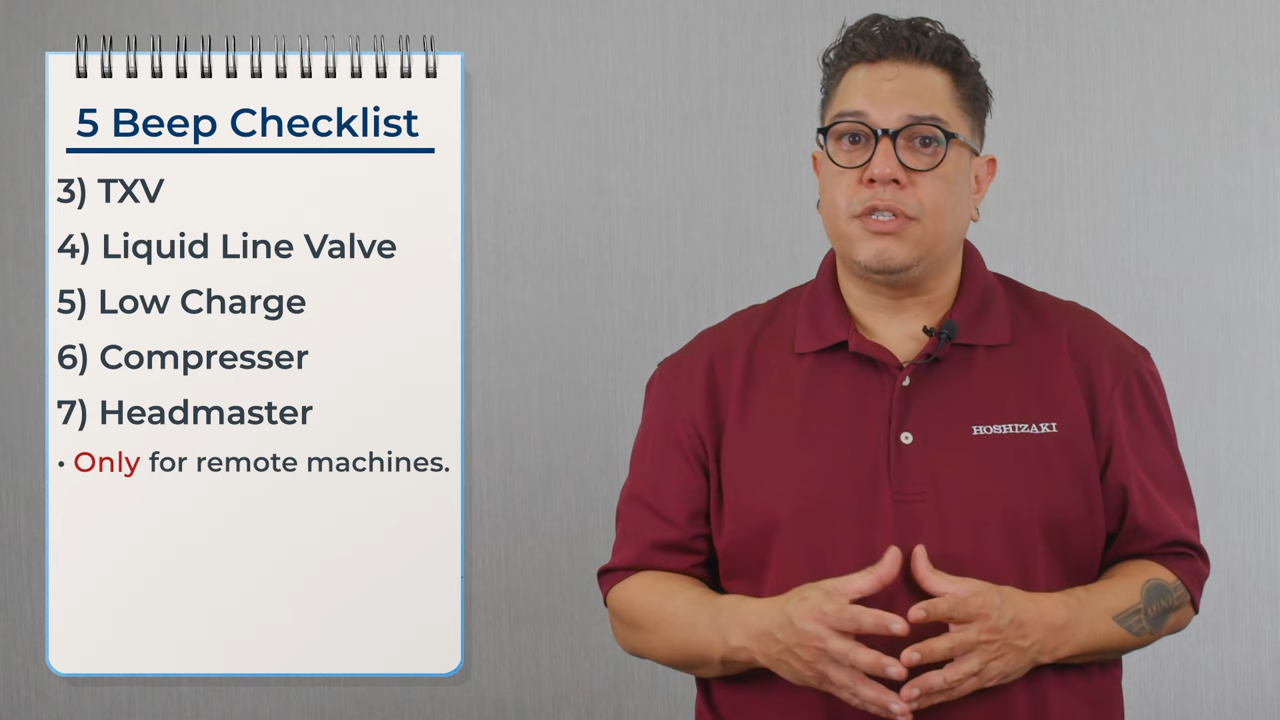 5 Beep Checklist
3) TXV
4) Liquid Line Valve
5) Low Charge
6) Compresser
7) Headmaster
• Only for remote machines.
HOSHIZAKI
MINI